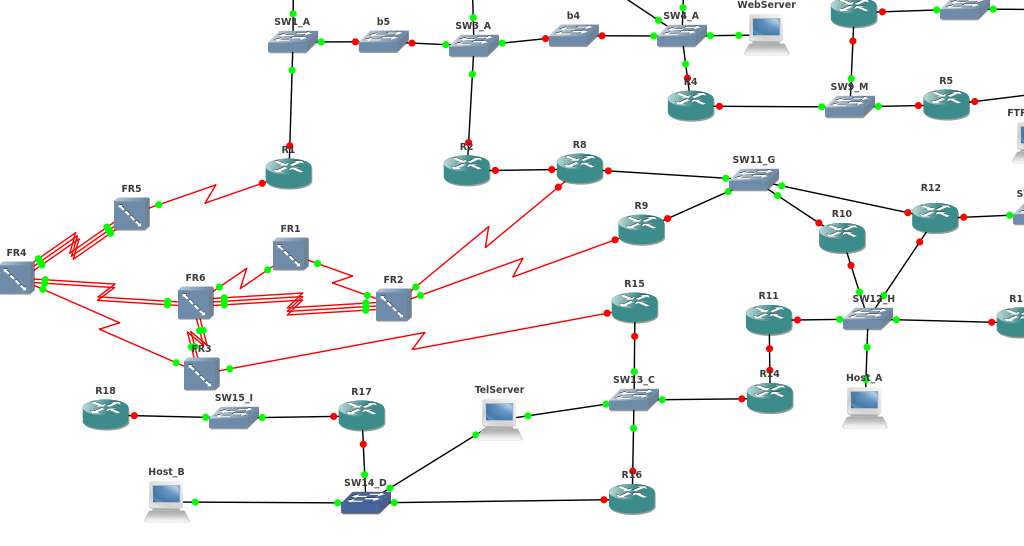 WebServer
SW1_A
b5
SW3_A
b4
SW4_A
R4
SW9_M
R5
FTP
R1
R2
R8
SW11_G
FR5
R9
R10
R12
FR1
FR4
FR6
FR2
R15
R11
SW12_H
FR3
R18
SW15_I
R17
TelServer
SW13_C
R14
Host_A
Host_B
SW14_D
R16